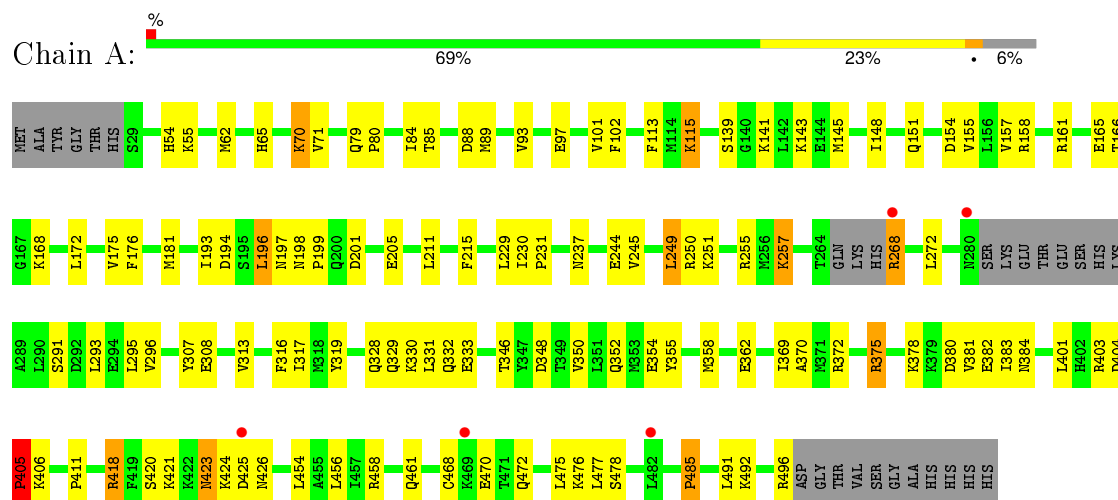 %
Chain A: 69% 23% • 6%
MET ALA TYR GLY THR HIS S29 H54 K55 M62 H65 K70 V71 Q79 P80 I84 T85 D88 M89 V93 E97 V101 F102 F113 M114 K115 S139 G140 K141 L142 K143 E144 M145 I148 Q151 D154 V155 L156 V157 R158 R161 E165 T166
G167 K168 L172 V175 F176 M181 I193 D194 S195 L196 N197 N198 P199 Q200 D201 E205 L211 F215 L229 I230 P231 N237 E244 V245 L249 R250 K251 R255 M256 K257 T264 GLN LYS HIS R268 L272 N280 SER LYS GLU THR GLU SER HIS LYS
A289 L290 S291 D292 L293 E294 L295 V296 Y307 E308 V313 F316 I317 M318 Y319 Q328 Q329 K330 L331 Q332 E333 T346 Y347 D348 T349 V350 L351 Q352 M353 E354 Y355 M358 E362 I369 A370 M371 R372 R375 K378 K379 D380 V381 E382 I383 N384 L401 H402 R403 D404
P405 K406 P411 R418 F419 S420 K421 K422 N423 K424 D425 N426 L454 A455 L456 I457 R458 Q461 C468 K469 E470 T471 Q472 L475 K476 L477 S478 L482 P485 L491 K492 R496 ASP GLY THR VAL SER GLY ALA HIS HIS HIS HIS